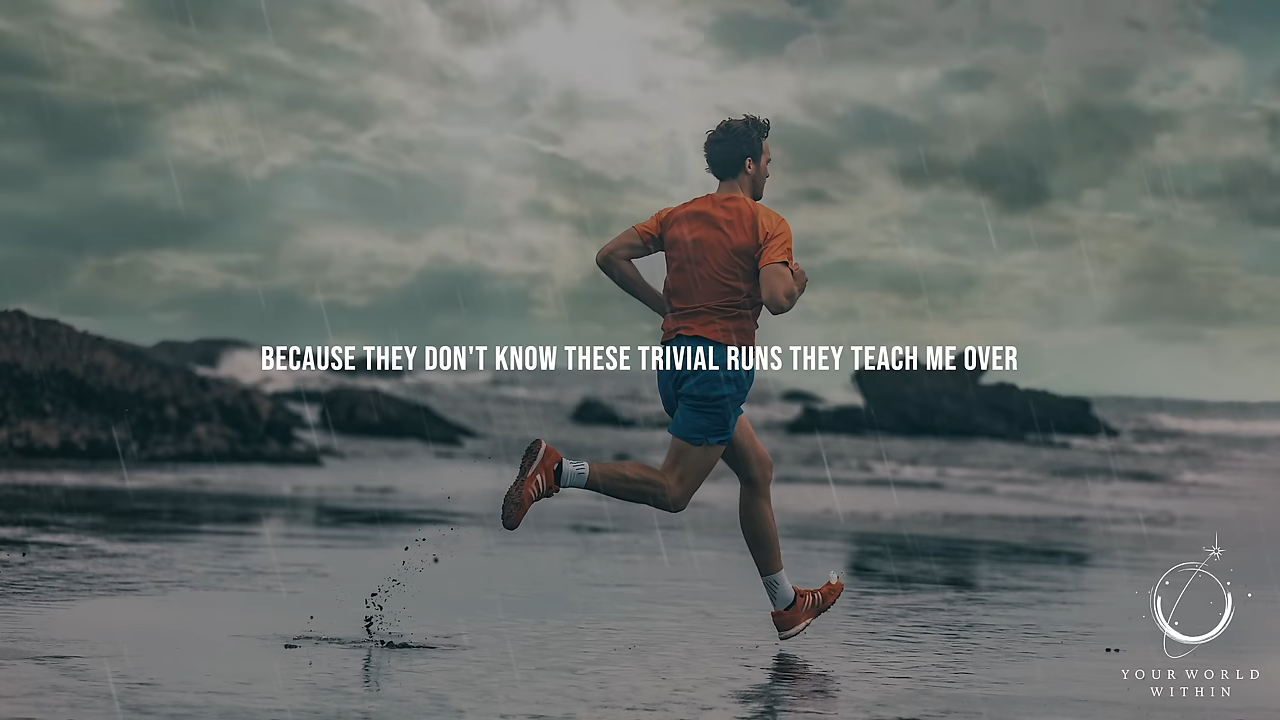 BECAUSE THEY DON'T KNOW THESE TRIVIAL RUNS THEY TEACH ME OVER
YOUR WORLD
WITHIN